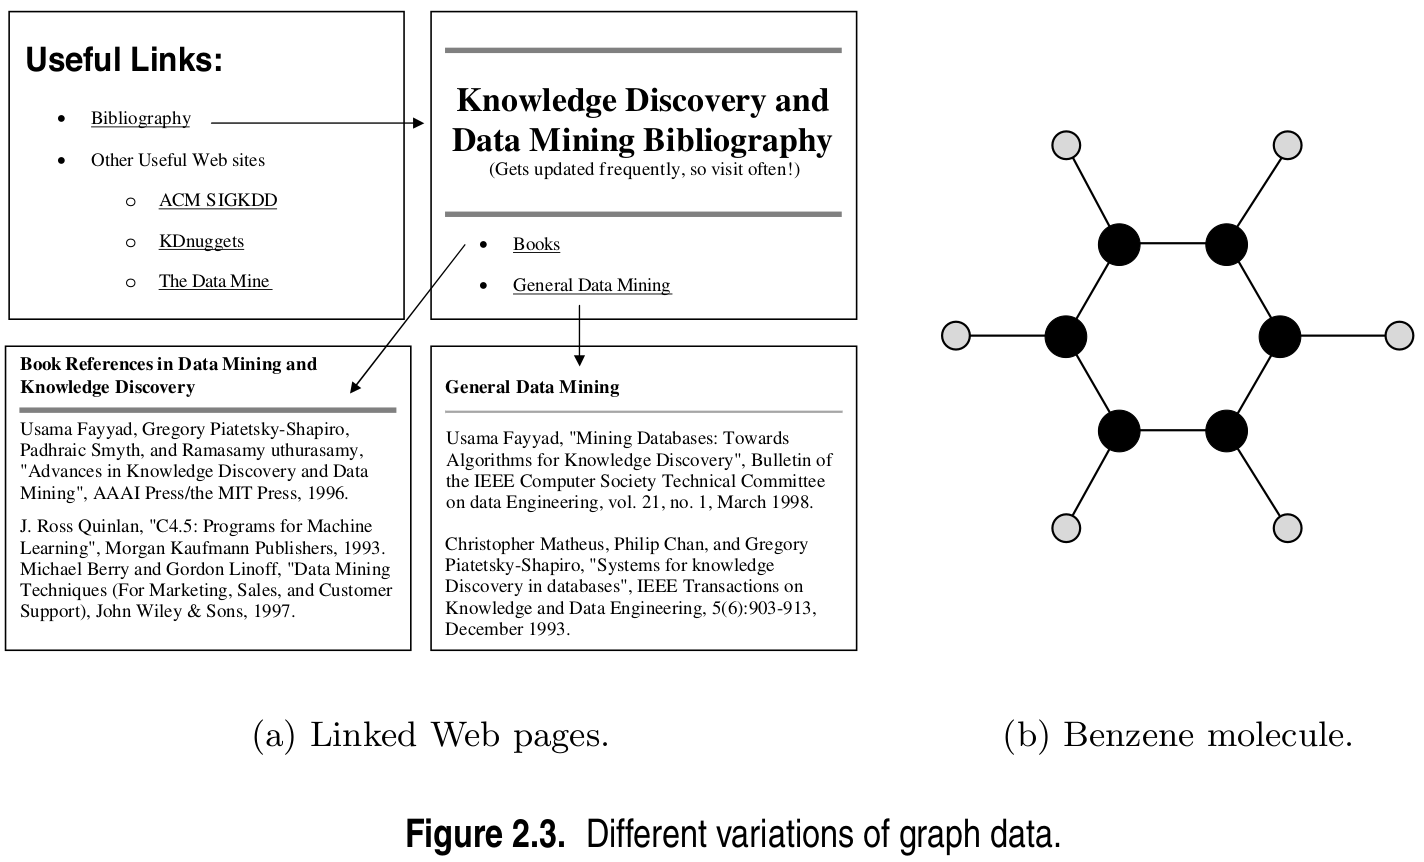 Useful Links:
• Bibliography
• Other Useful Web sites
o ACM SIGKDD
o KDnuggets
o The Data Mine
Knowledge Discovery and
Data Mining Bibliography
(Gets updated frequently, so visit often!)
• Books
• General Data Mining
Book References in Data Mining and
Knowledge Discovery
Usama Fayyad, Gregory Piatetsky-Shapiro,
Padhraic Smyth, and Ramasamy uthurasamy,
"Advances in Knowledge Discovery and Data
Mining", AAAI Press/the MIT Press, 1996.
J. Ross Quinlan, "C4.5: Programs for Machine
Learning", Morgan Kaufmann Publishers, 1993.
Michael Berry and Gordon Linoff, "Data Mining
Techniques (For Marketing, Sales, and Customer
Support), John Wiley & Sons, 1997.
General Data Mining
Usama Fayyad, "Mining Databases: Towards
Algorithms for Knowledge Discovery", Bulletin of
the IEEE Computer Society Technical Committee
on data Engineering, vol. 21, no. 1, March 1998.
Christopher Matheus, Philip Chan, and Gregory
Piatetsky-Shapiro, "Systems for knowledge
Discovery in databases", IEEE Transactions on
Knowledge and Data Engineering, 5(6):903-913,
December 1993.
(a) Linked Web pages.
(b) Benzene molecule.
Figure 2.3. Different variations of graph data.